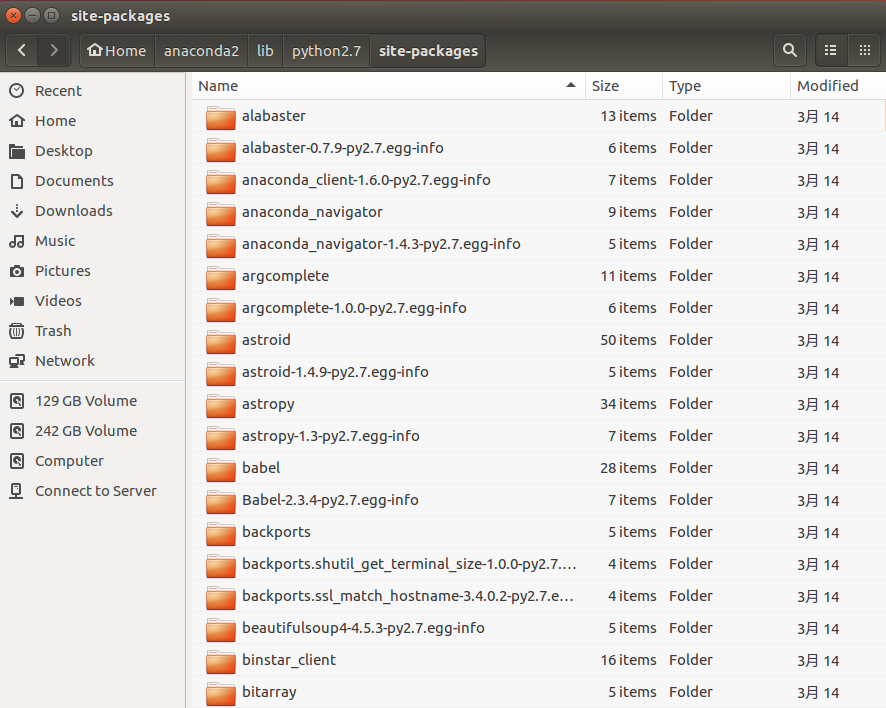 site-packages
Home anaconda2 lib python2.7 site-packages
Recent
Home
Desktop
Documents
Downloads
Music
Pictures
Videos
Trash
Network
129 GB Volume
242 GB Volume
Computer
Connect to Server
Name Size Type Modified
alabaster 13 items Folder 3月 14
alabaster-0.7.9-py2.7.egg-info 6 items Folder 3月 14
anaconda_client-1.6.0-py2.7.egg-info 7 items Folder 3月 14
anaconda_navigator 9 items Folder 3月 14
anaconda_navigator-1.4.3-py2.7.egg-info 5 items Folder 3月 14
argcomplete 11 items Folder 3月 14
argcomplete-1.0.0-py2.7.egg-info 6 items Folder 3月 14
astroid 50 items Folder 3月 14
astroid-1.4.9-py2.7.egg-info 5 items Folder 3月 14
astropy 34 items Folder 3月 14
astropy-1.3-py2.7.egg-info 7 items Folder 3月 14
babel 28 items Folder 3月 14
Babel-2.3.4-py2.7.egg-info 7 items Folder 3月 14
backports 5 items Folder 3月 14
backports.shutil_get_terminal_size-1.0.0-py2.7.… 4 items Folder 3月 14
backports.ssl_match_hostname-3.4.0.2-py2.7.e… 4 items Folder 3月 14
beautifulsoup4-4.5.3-py2.7.egg-info 5 items Folder 3月 14
binstar_client 16 items Folder 3月 14
bitarray 5 items Folder 3月 14